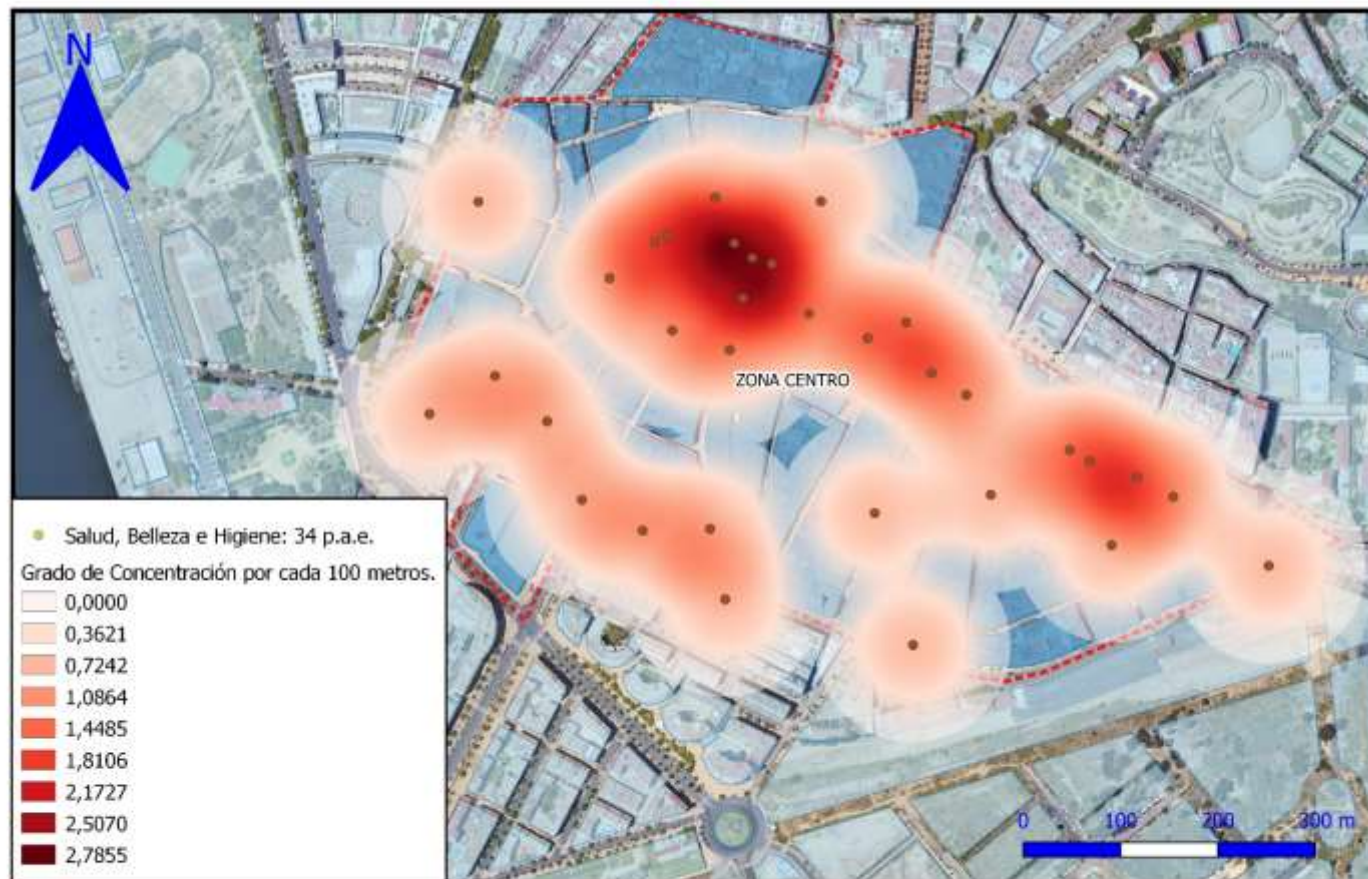 N
ZONA CENTRO
Salud, Belleza e Higiene: 34 p.a.e.
Grado de Concentración por cada 100 metros.
0,0000
0,3621
0,7242
1,0864
1,4485
1,8106
2,1727
2,5070
2,7855
0 100 200 300 m